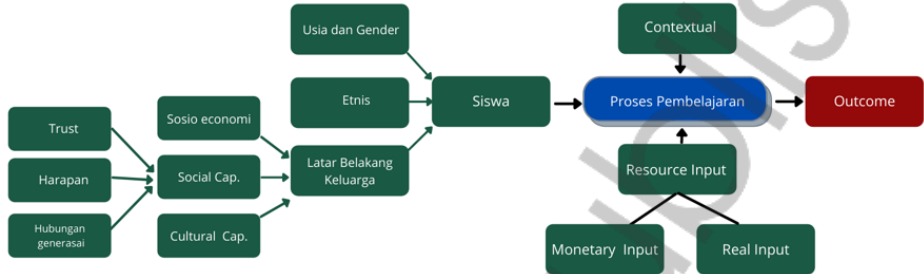 Usia dan Gender
Contextual
Etnis
Siswa
Proses Pembelajaran
Outcome
Trust
Sosio economi
Harapan
Social Cap.
Latar Belakang
Keluarga
Resource Input
Hubungan
generasai
Cultural Cap.
Monetary Input
Real Input